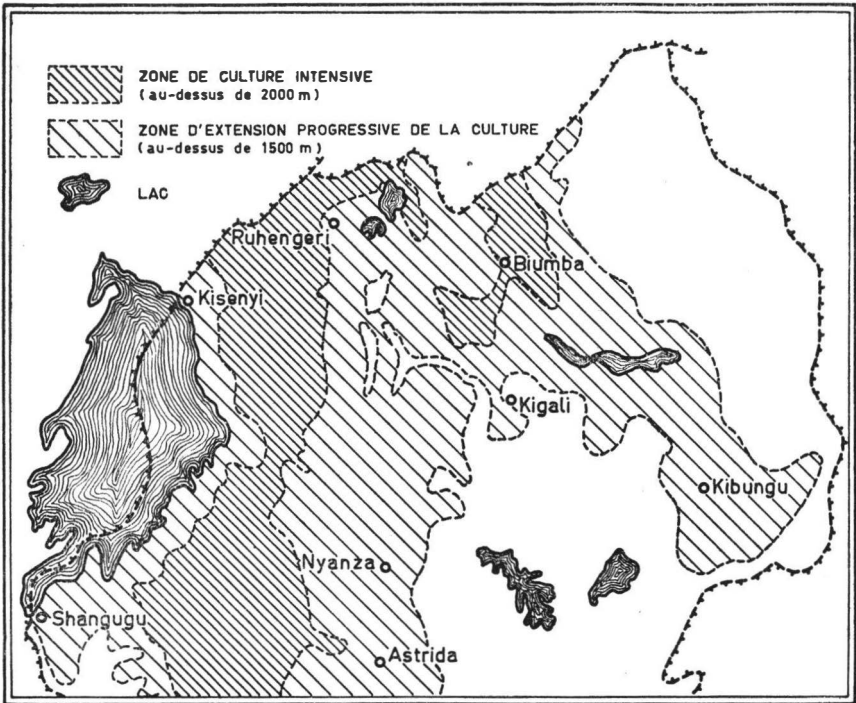 ZONE DE CULTURE INTENSIVE
(au-dessus de 2000 m)
ZONE D'EXTENSION PROGRESSIVE DE LA CULTURE
(au-dessus de 1500 m)
LAC
Ruhengeri
Biumba
Kisenyi
Kigali
Kibungu
Nyanza
Shangugu
Astrida